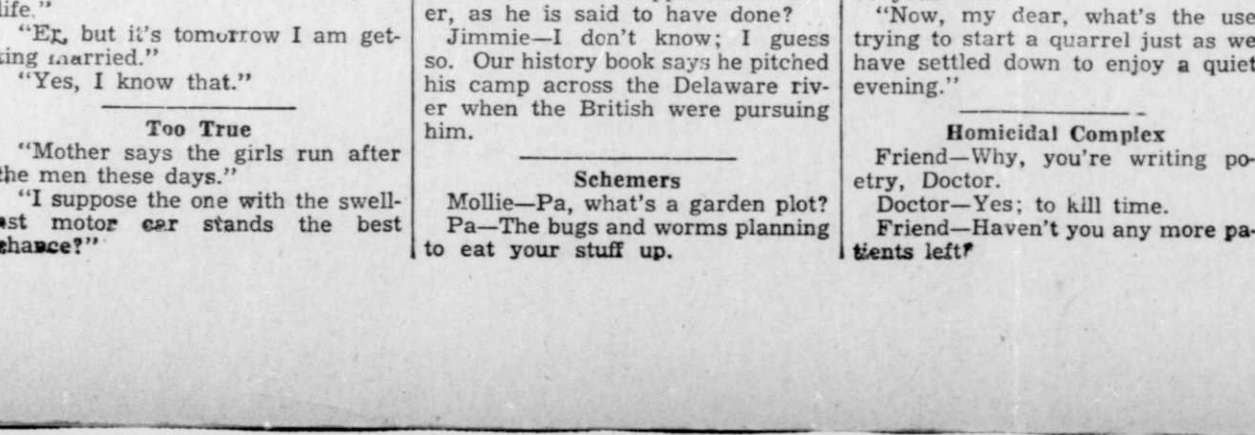 life."
"Er, but it's tomorrow I am get-
ting married."
"Yes, I know that."
Too True
"Mother says the girls run after
the men these days."
"I suppose the one with the swell-
est motor car stands the best
chance?"
er, as he is said to have done?
Jimmie—I don't know; I guess
so. Our history book says he pitched
his camp across the Delaware riv-
er when the British were pursuing
him.
Schemers
Mollie—Pa, what's a garden plot?
Pa—The bugs and worms planning
to eat your stuff up.
"Now, my dear, what's the use
trying to start a quarrel just as we
have settled down to enjoy a quiet
evening."
Homicidal Complex
Friend—Why, you're writing po-
etry, Doctor.
Doctor—Yes; to kill time.
Friend—Haven't you any more pa-
tients left?